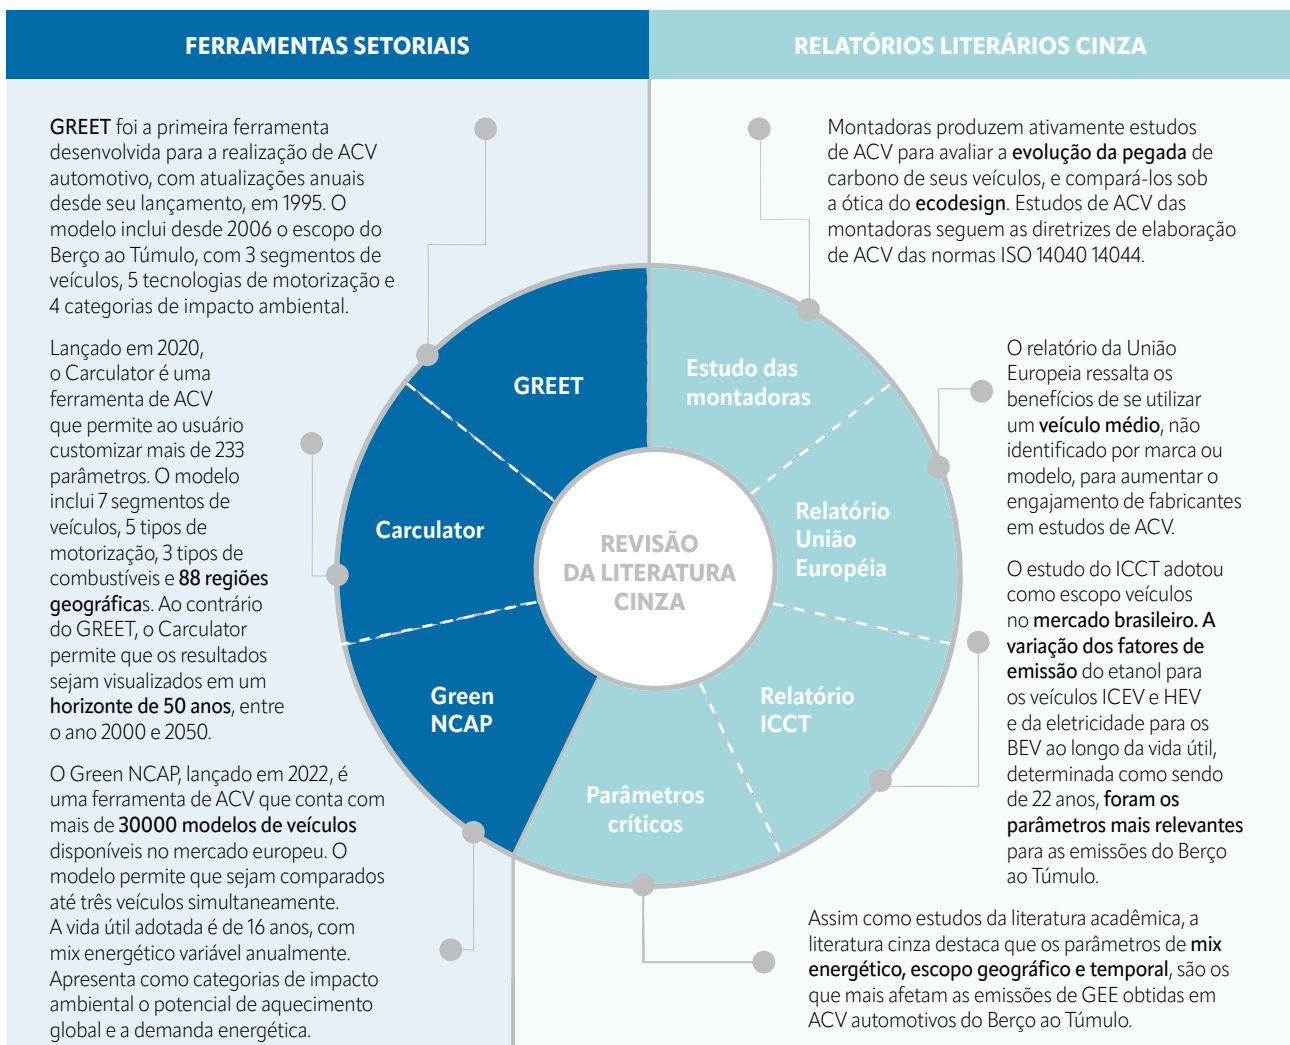 FERRAMENTAS SETORIAIS
GREET foi a primeira ferramenta
desenvolvida para a realização de ACV
automotivo, com atualizações anuais
desde seu lançamento, em 1995. O
modelo inclui desde 2006 o escopo do
Berço ao Túmulo, com 3 segmentos de
veículos, 5 tecnologias de motorização e
4 categorias de impacto ambiental.
Lançado em 2020,
o Carculator é uma
ferramenta de ACV
que permite ao usuário
customizar mais de 233
parâmetros. O modelo
inclui 7 segmentos de
veículos, 5 tipos de
motorização, 3 tipos de
combustíveis e 88 regiões
geográficas. Ao contrário
do GREET, o Carculator
permite que os resultados
sejam visualizados em um
horizonte de 50 anos, entre
o ano 2000 e 2050.
O Green NCAP, lançado em 2022, é
uma ferramenta de ACV que conta com
mais de 30000 modelos de veículos
disponíveis no mercado europeu. O
modelo permite que sejam comparados
até três veículos simultaneamente.
A vida útil adotada é de 16 anos, com
mix energético variável anualmente.
Apresenta como categorias de impacto
ambiental o potencial de aquecimento
global e a demanda energética.
GREET
Carculator
Green
NCAP
REVISÃO
DA LITERATURA
CINZA
RELATÓRIOS LITERÁRIOS CINZA
Estudo das
montadoras
Relatório
União
Européia
Relatório
ICCT
Parâmetros
críticos
Montadoras produzem ativamente estudos
de ACV para avaliar a evolução da pegada de
carbono de seus veículos, e compará-los sob
a ótica do ecodesign. Estudos de ACV das
montadoras seguem as diretrizes de elaboração
de ACV das normas ISO 14040 14044.
O relatório da União
Europeia ressalta os
benefícios de se utilizar
um veículo médio, não
identificado por marca ou
modelo, para aumentar o
engajamento de fabricantes
em estudos de ACV.
O estudo do ICCT adotou
como escopo veículos
no mercado brasileiro. A
variação dos fatores de
emissão do etanol para
os veículos ICEV e HEV
e da eletricidade para os
BEV ao longo da vida útil,
determinada como sendo
de 22 anos, foram os
parâmetros mais relevantes
para as emissões do Berço
ao Túmulo.
Assim como estudos da literatura acadêmica, a
literatura cinza destaca que os parâmetros de mix
energético, escopo geográfico e temporal, são os
que mais afetam as emissões de GEE obtidas em
ACV automotivos do Berço ao Túmulo.